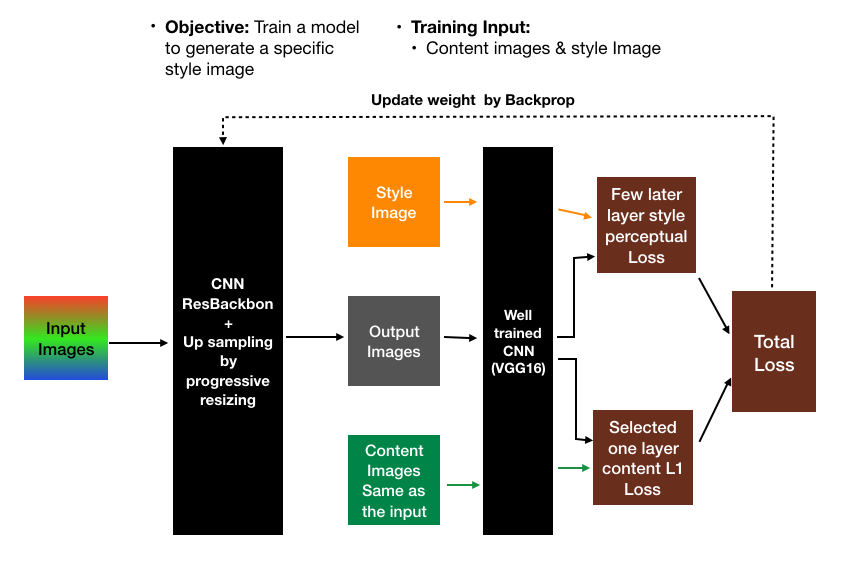 • Objective: Train a model
to generate a specific
style image
• Training Input:
• Content images & style Image
Update weight by Backprop
Input
Images
CNN
ResBackbon
+
Up sampling
by
progressive
resizing
Style
Image
Output
Images
Content
Images
Same as
the input
Well
trained
CNN
(VGG16)
Few later
layer style
perceptual
Loss
Selected
one layer
content L1
Loss
Total
Loss